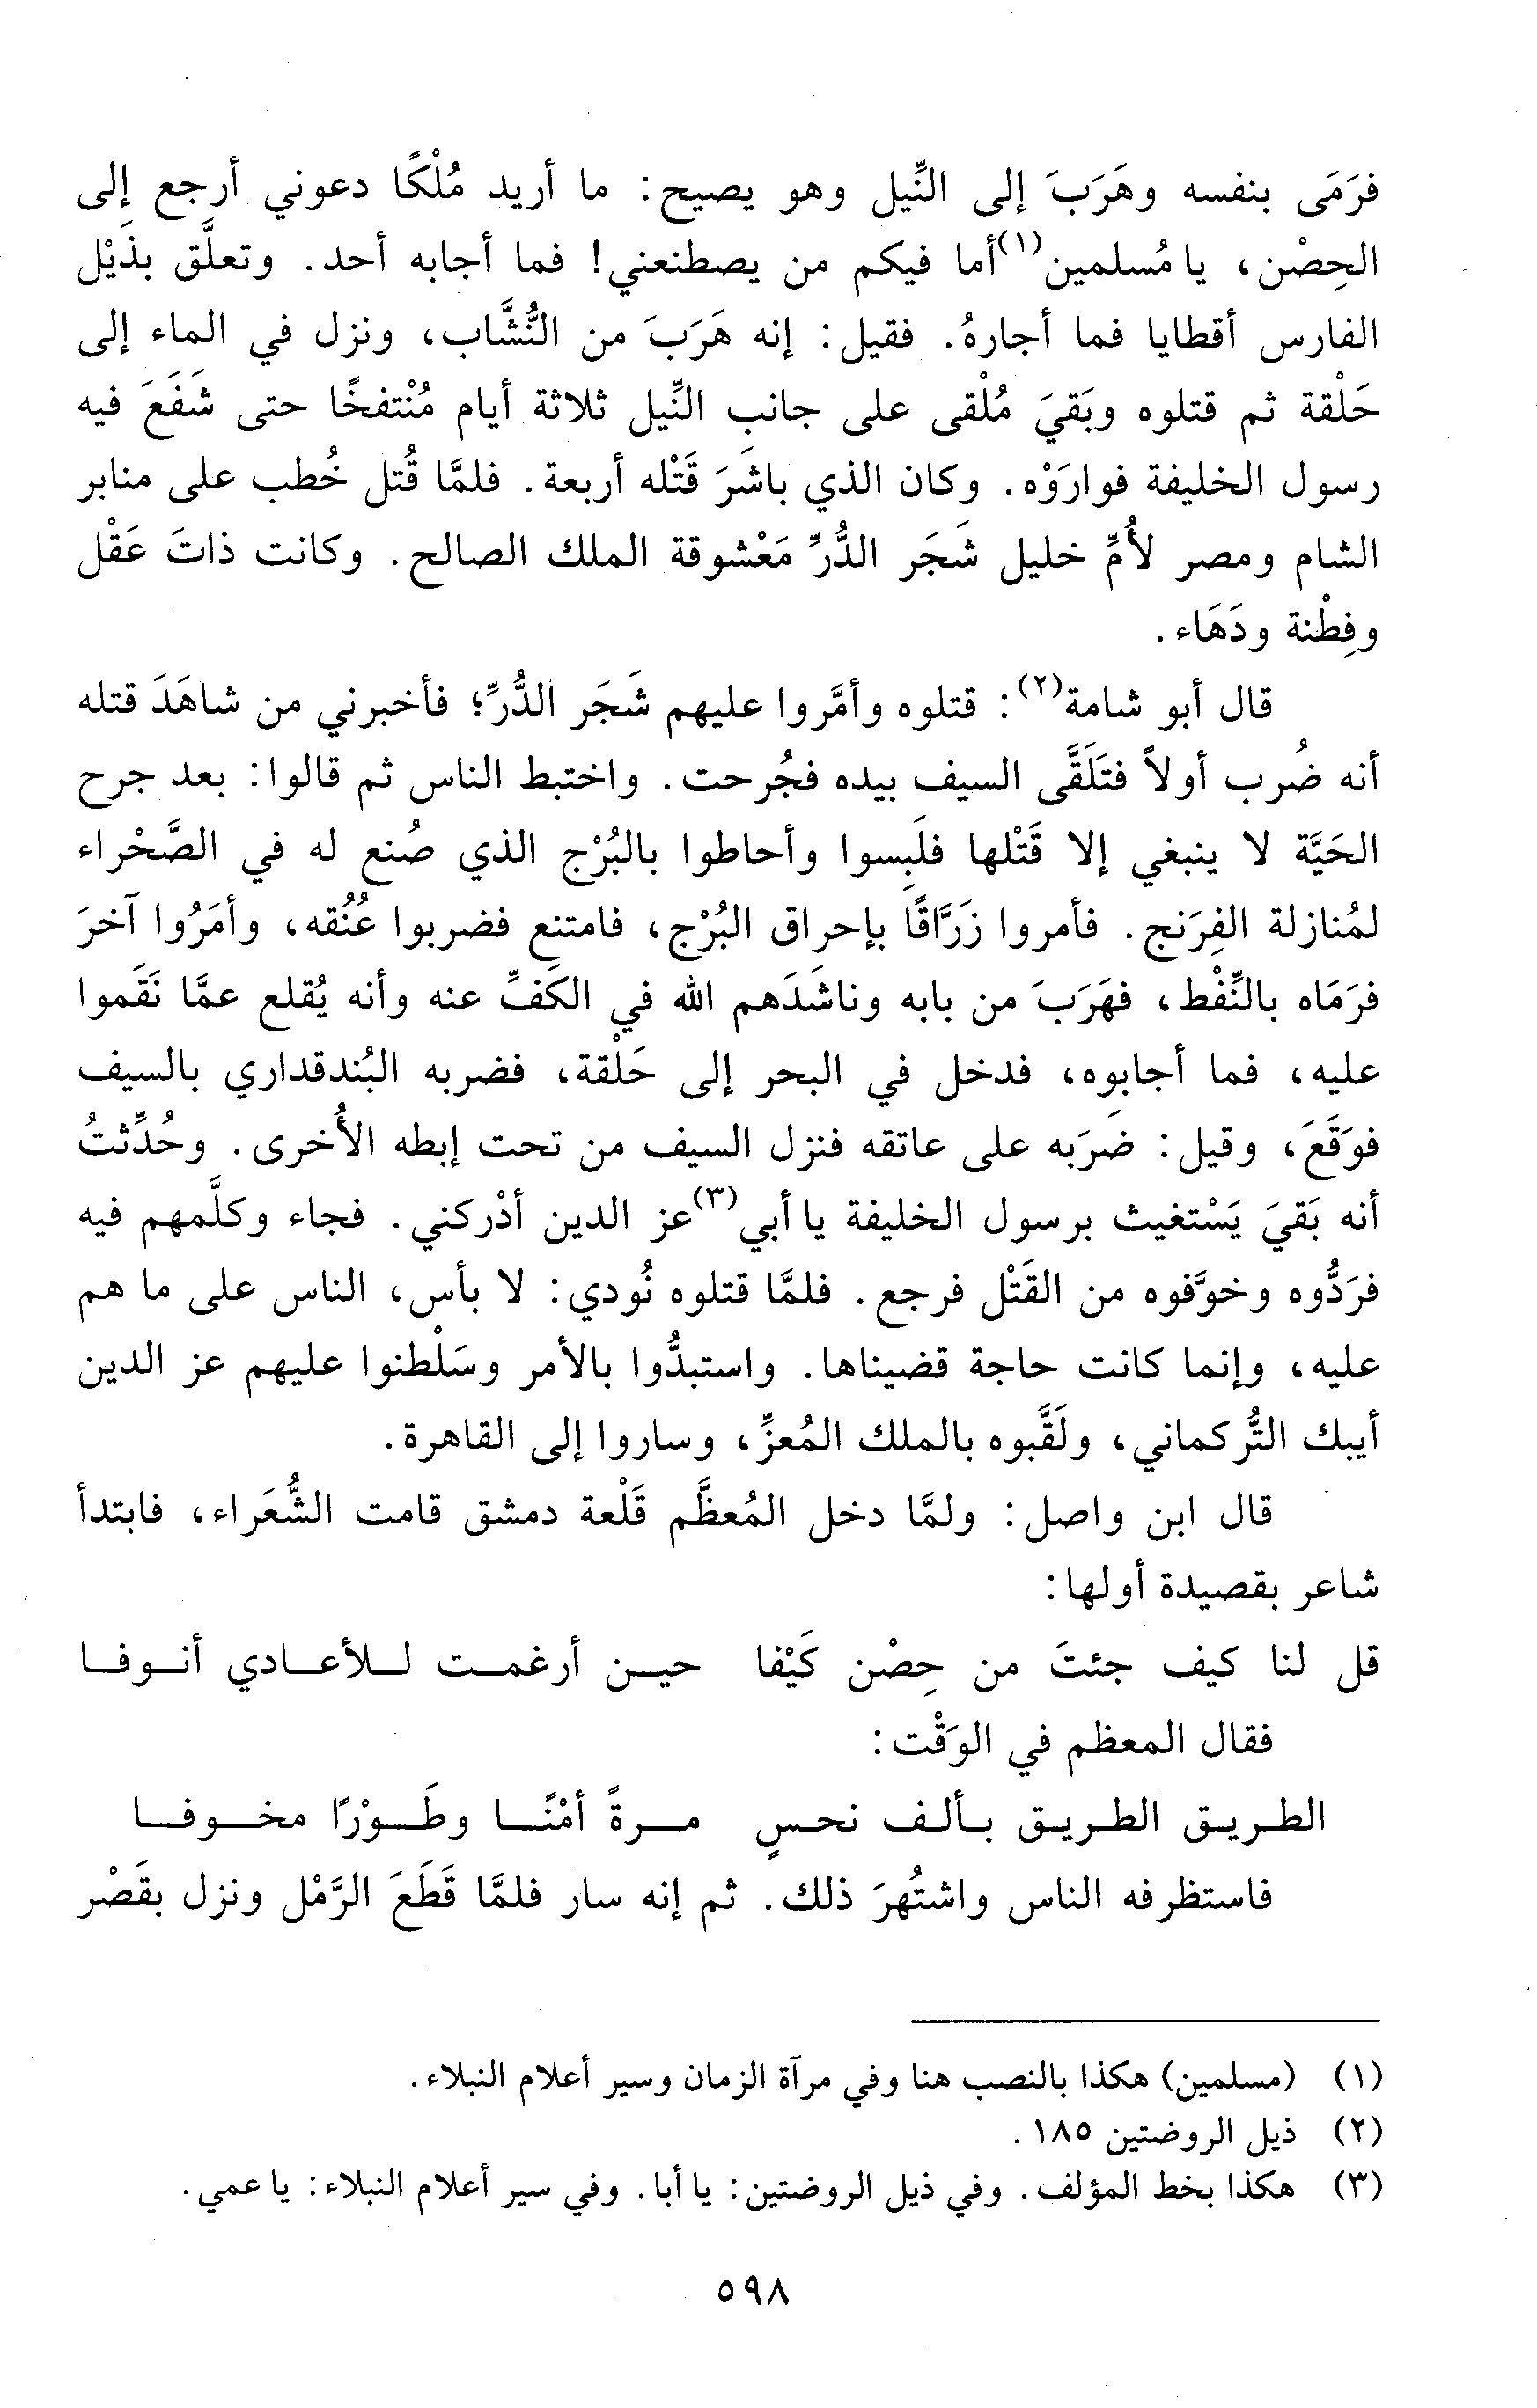 فرَمَى بنفسه وهَرَبَ إلى النِّيل وهو يصيح: ما أريد مُلْكًا دعوني أرجع إلى
الحِصْن، يا مُسلمين(١) أما فيكم من يصطنعني! فما أجابه أحد. وتعلَّق بذَيْل
الفارس أقطايا فما أجارهُ. فقيل: إنه هَرَبَ من النُّشَّاب، ونزل في الماء إلى
حَلْقة ثم قتلوه وبَقيَ مُلْقى على جانبِ النِّيل ثلاثة أيام مُنْتفخًا حتى شَفَعَ فيه
رسول الخليفة فوارَوْه. وكان الذي باشَرَ قَتْله أربعة. فلمَّا قُتل خُطب على منابر
الشام ومصر لأُمِّ خليل شَجَر الدُّرِّ مَعْشوقة الملك الصالح. وكانت ذاتَ عَقْل
وفِطْنة ودَهَاء.
قال أبو شامة(٢): قتلوه وأمَّروا عليهم شَجَر الدُّرِّ؛ فأخبرني من شاهَدَ قتله
أنه ضُرب أولاً فتَلَقَّى السيف بيده فجُرحت. واختبط الناس ثم قالوا: بعد جرح
الحَيَّة لا ينبغي إلا قَتْلها فلَبِسوا وأحاطوا بالبُرْج الذي صُنع له في الصَّحْراء
لمُنازلة الفِرَنج. فأمروا زَرَّاقًا بإحراق البُرْج، فامتنع فضربوا عُنُقه، وأمَرُوا آخرَ
فرَمَاه بالنِّفْط، فهَرَبَ من بابه وناشَدَهم الله في الكَفِّ عنه وأنه يُقلع عمَّا نَقَموا
عليه، فما أجابوه، فدخل في البحر إلى حَلْقة، فضربه البُندقداري بالسيف
فوَقَعَ، وقيل: ضَرَبه على عاتقه فنزل السيف من تحت إبطه الأُخرى. وحُدِّثتُ
أنه بَقيَ يَسْتغيث برسول الخليفة يا أبي(٣) عز الدين أدْركني. فجاء وكلَّمهم فيه
فرَدُّوه وخوَّفوه من القَتْل فرجع. فلمَّا قتلوه نُودي: لا بأس، الناس على ما هم
عليه، وإنما كانت حاجة قضيناها. واستبدُّوا بالأمر وسَلْطنوا عليهم عز الدين
أيبك التُّركماني، ولَقَّبوه بالملك المُعزِّ، وساروا إلى القاهرة.
قال ابن واصل: ولمَّا دخل المُعظَّم قَلْعة دمشق قامت الشُّعَراء، فابتدأ
شاعر بقصيدة أولها:
قل لنا كيف جئتَ من حِصْن كَيْفا حيـن أرغمـت لـلأعـادي أنـوفـا
فقال المعظم في الوَقْت:
الطـريـق الطـريـق بـألـف نحـسٍ مـرةً أمْنًـا وطَـوْرًا مخـوفـا
فاستظرفه الناس واشتُهرَ ذلك. ثم إنه سار فلمَّا قَطَعَ الرَّمْل ونزل بقَصْر
(١) (مسلمين) هكذا بالنصب هنا وفي مرآة الزمان وسير أعلام النبلاء.
(٢) ذيل الروضتين ١٨٥.
(٣) هكذا بخط المؤلف. وفي ذيل الروضتين: يا أبا. وفي سير أعلام النبلاء: يا عمي.
٥٩٨